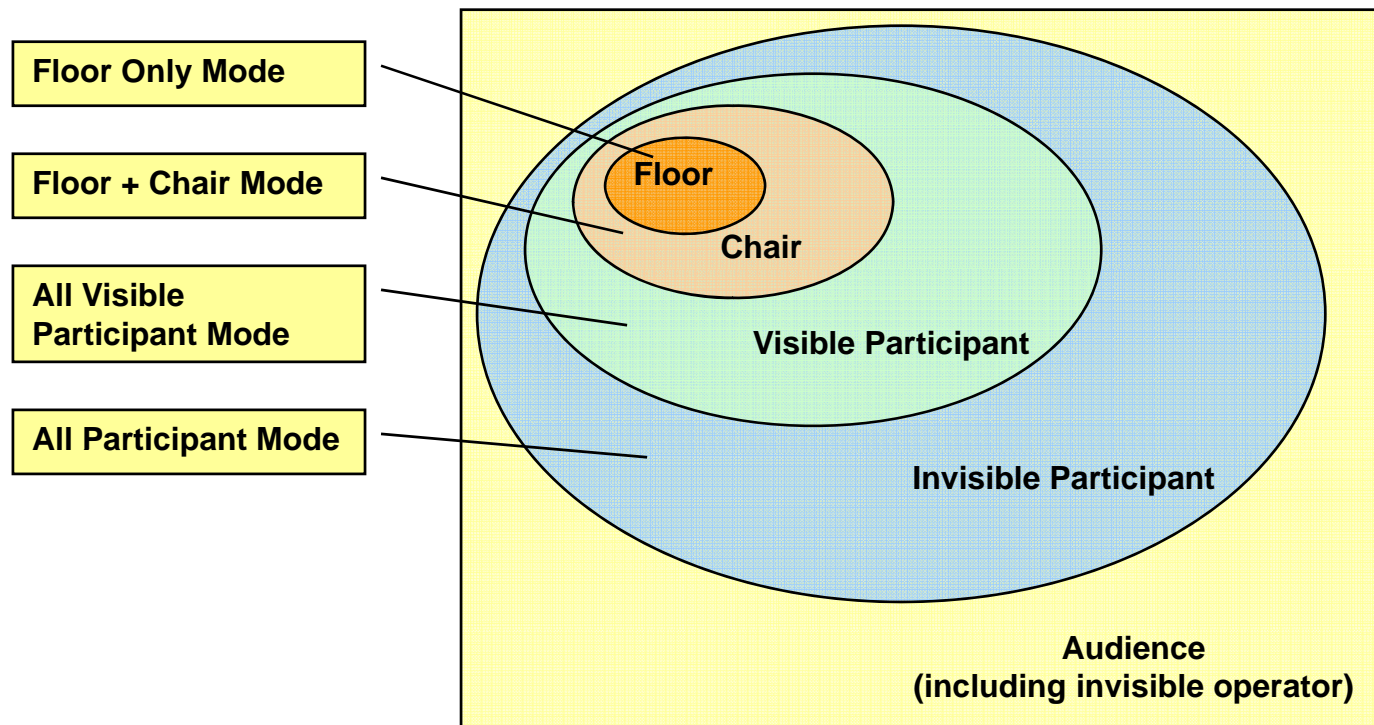 Floor Only Mode
Floor + Chair Mode
All Visible
Participant Mode
All Participant Mode
Floor
Chair
Visible Participant
Invisible Participant
Audience
(including invisible operator)